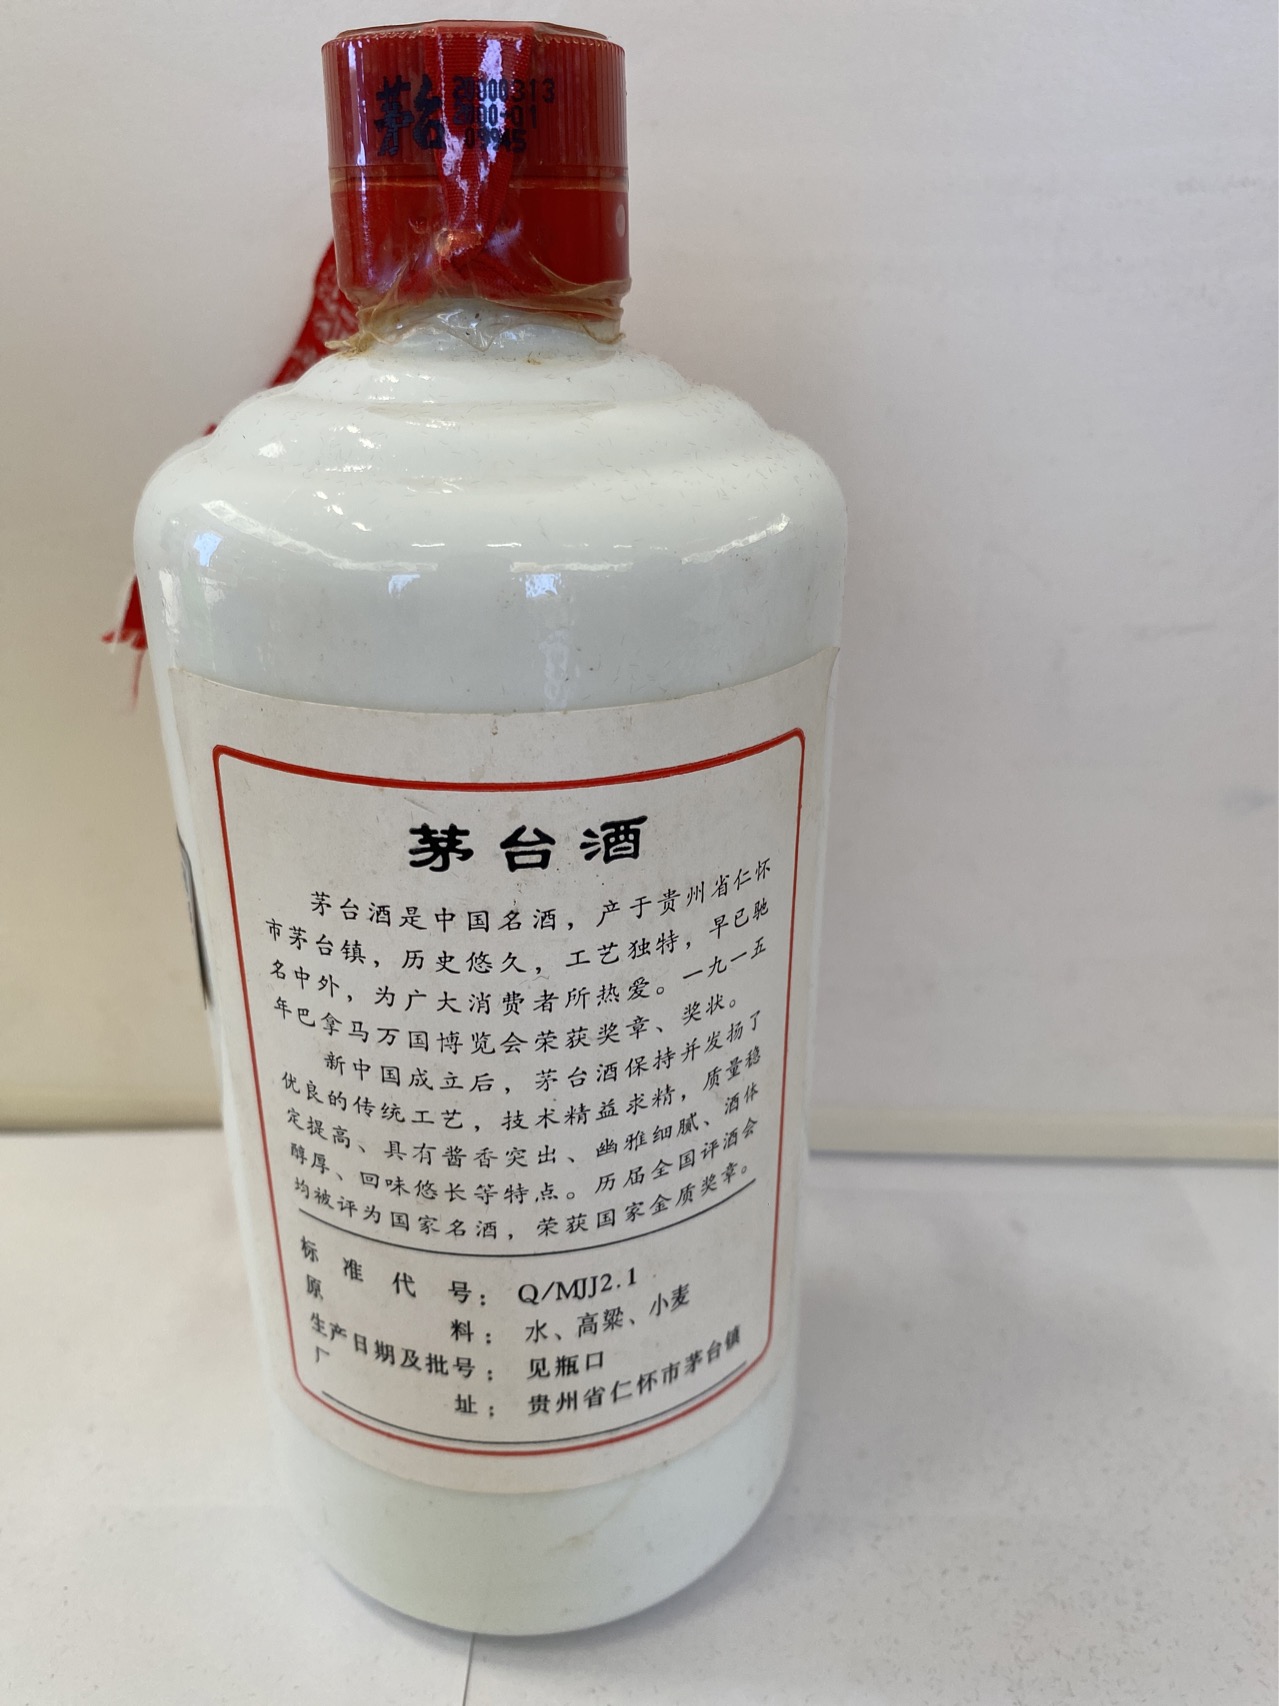 茅台
20000313
2000-01
09945
茅台酒
茅台酒是中国名酒，产于贵州省仁怀
市茅台镇，历史悠久，工艺独特，早已驰
名中外，为广大消费者所热爱。一九一五
年巴拿马万国博览会荣获奖章、奖状。
新中国成立后，茅台酒保持并发扬了
优良的传统工艺，技术精益求精，质量稳
定提高、具有酱香突出、幽雅细腻、酒体
醇厚、回味悠长等特点。历届全国评酒会
均被评为国家名酒，荣获国家金质奖章。
标准代号：Q/MJJ2.1
原料：水、高粱、小麦
生产日期及批号：见瓶口
厂址：贵州省仁怀市茅台镇